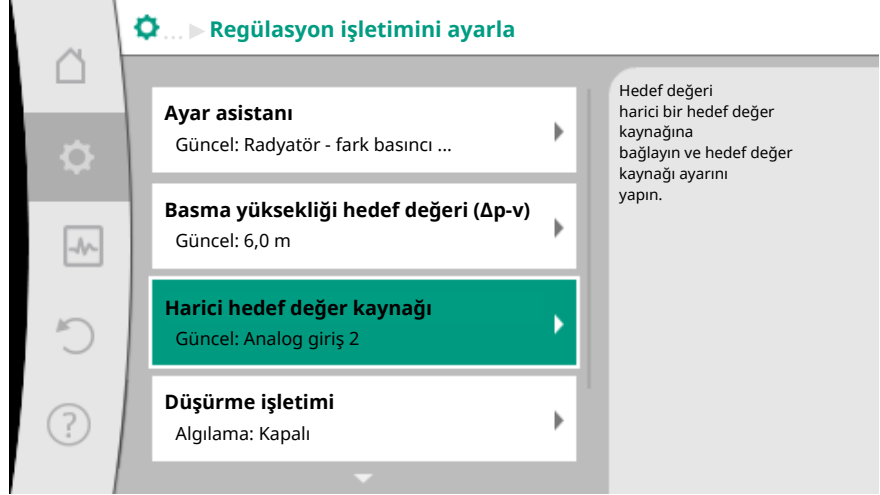 ... Regülasyon işletimini ayarla
Ayar asistanı
Güncel: Radyatör - fark basıncı ...
Basma yüksekliği hedef değeri (Δp-v)
Güncel: 6,0 m
Harici hedef değer kaynağı
Güncel: Analog giriş 2
Düşürme işletimi
Algılama: Kapalı
Hedef değeri
harici bir hedef değer
kaynağına
bağlayın ve hedef değer
kaynağı ayarını
yapın.